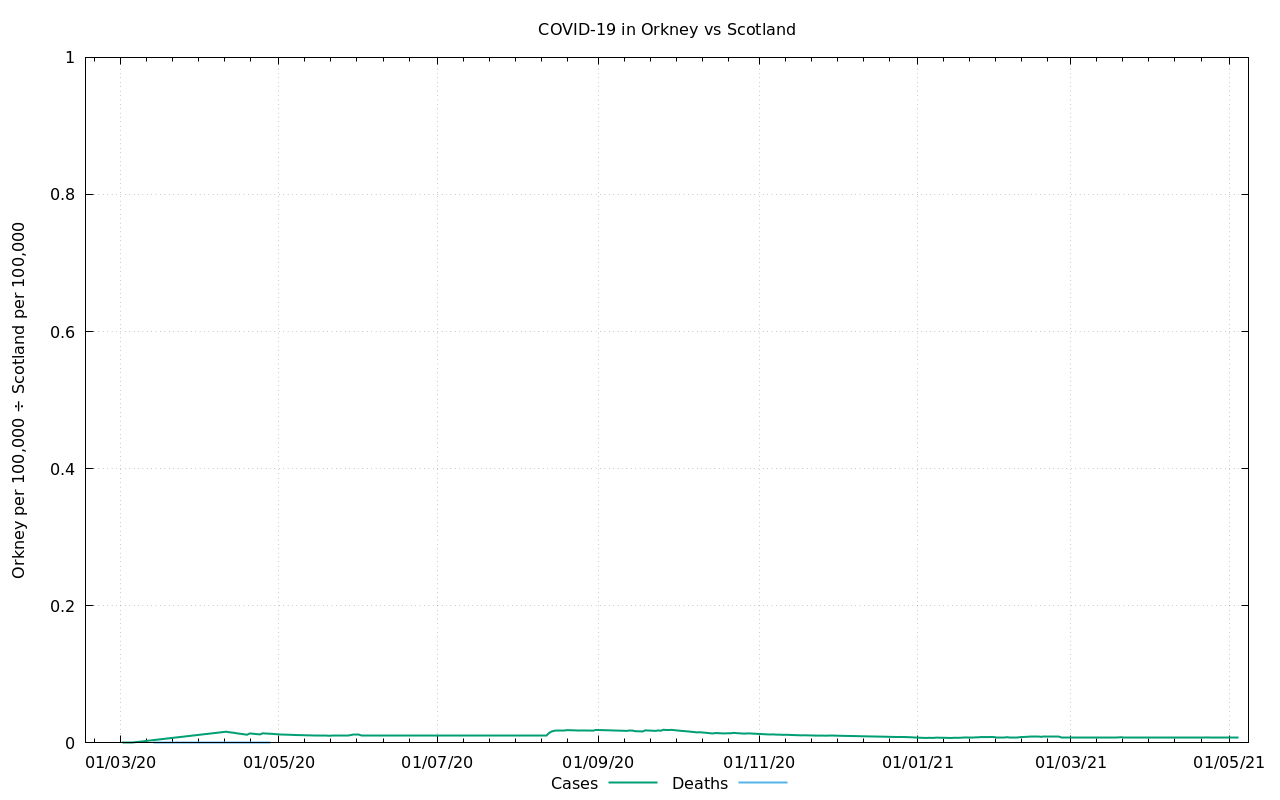 COVID-19 in Orkney vs Scotland
Orkney per 100,000 ÷ Scotland per 100,000
1
0.8
0.6
0.4
0.2
0
01/03/20 01/05/20 01/07/20 01/09/20 01/11/20 01/01/21 01/03/21 01/05/21
Cases Deaths